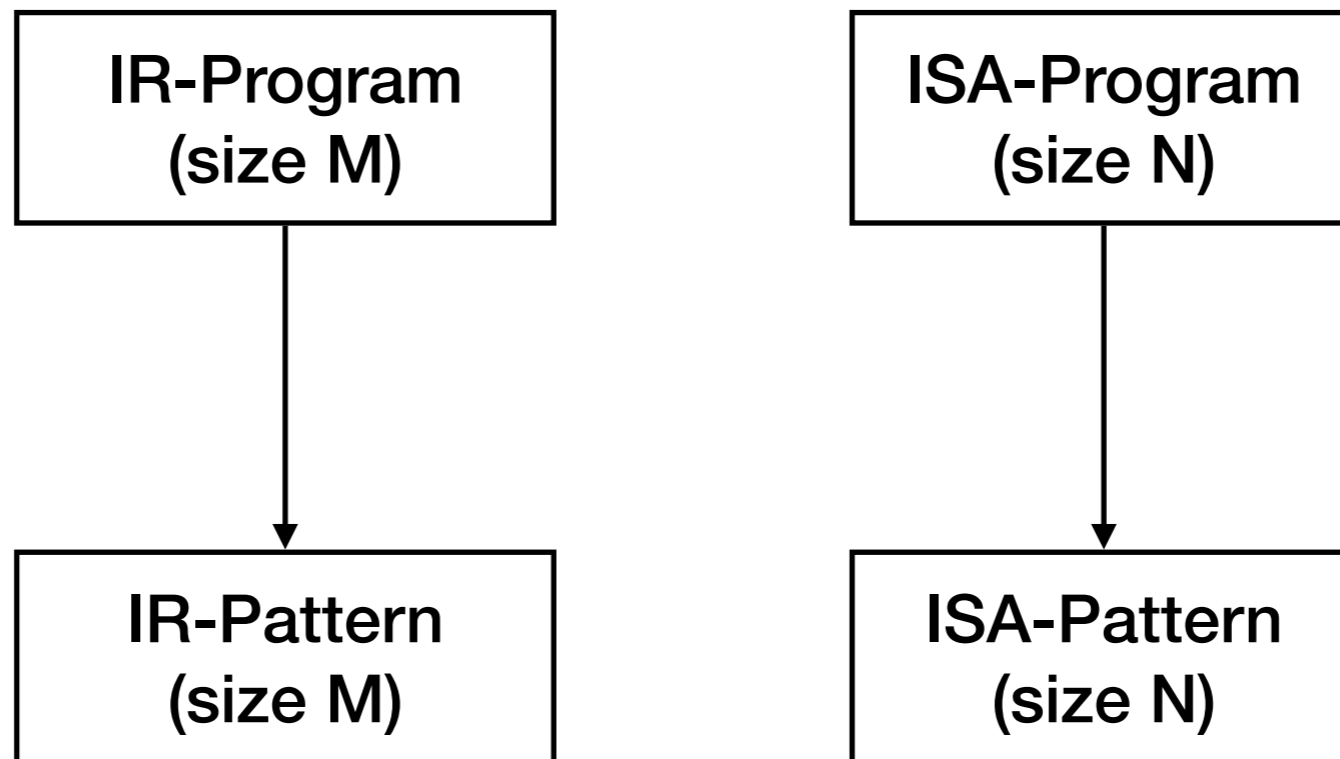 IR-Program
(size M)
ISA-Program
(size N)
IR-Pattern
(size M)
ISA-Pattern
(size N)